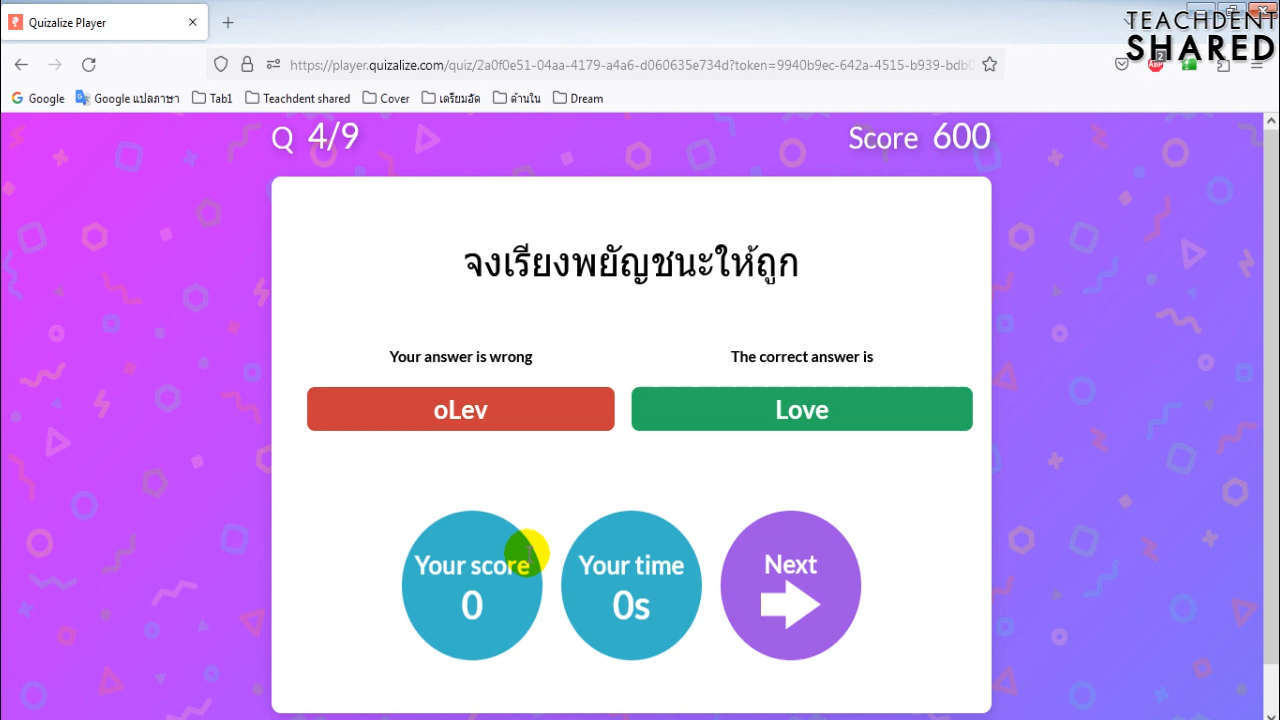 Quizalize Player
TEACHDENT
SHARED
https://player.quizalize.com/quiz/2a0f0e51-04aa-4179-a4a6-d060635e734d?token=9940b9ec-642a-4515-b939-bdb0
Google
Google แปลภาษา
Tab1
Teachdent shared
Cover
เตรียมอัด
ด้านใน
Dream
Q 4/9
Score 600
จงเรียงพยัญชนะให้ถูก
Your answer is wrong
The correct answer is
oLev
Love
Your score
0
Your time
0s
Next